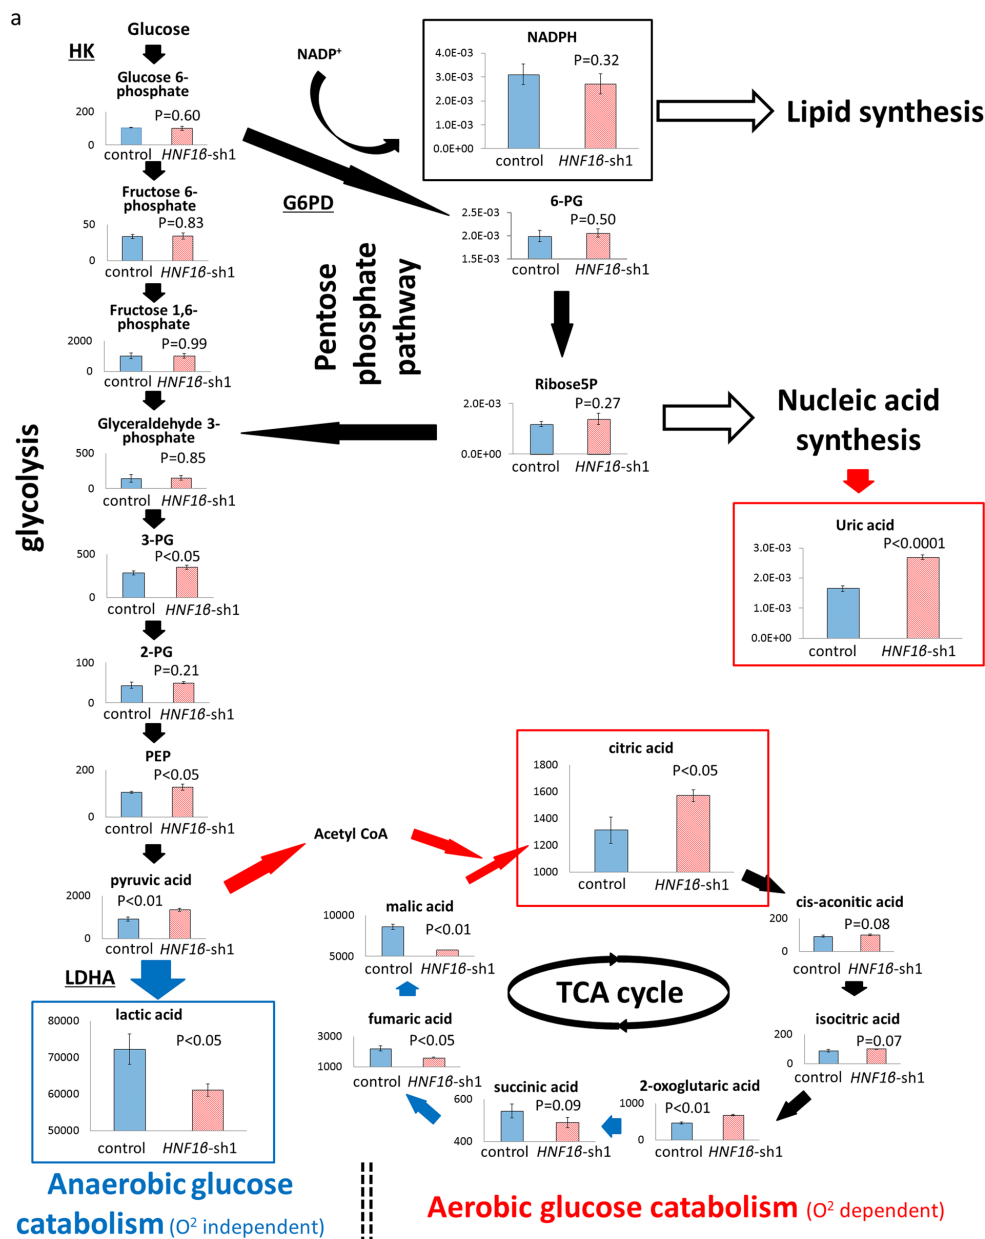 a
Glucose
HK
Glucose 6-
phosphate
200
P=0.60
0
control HNF1β-sh1
Fructose 6-
phosphate
50
P=0.83
0
control HNF1β-sh1
Fructose 1,6-
phosphate
2000
P=0.99
0
control HNF1β-sh1
Glyceraldehyde 3-
phosphate
500
P=0.85
0
control HNF1β-sh1
3-PG
500
P<0.05
0
control HNF1β-sh1
2-PG
100
P=0.21
0
control HNF1β-sh1
PEP
200
P<0.05
0
control HNF1β-sh1
pyruvic acid
2000
P<0.01
0
control HNF1β-sh1
LDHA
lactic acid
80000
P<0.05
70000
60000
50000
control HNF1β-sh1
Anaerobic glucose
catabolism (O2 independent)
glycolysis
NADP+
NADPH
4.0E-03
P=0.32
3.0E-03
2.0E-03
1.0E-03
0.0E+00
control HNF1β-sh1
Lipid synthesis
G6PD
Pentose
phosphate
pathway
6-PG
2.5E-03
P=0.50
2.0E-03
1.5E-03
control HNF1β-sh1
Ribose5P
2.0E-03
P=0.27
0.0E+00
control HNF1β-sh1
Nucleic acid
synthesis
Uric acid
3.0E-03
P<0.0001
2.0E-03
1.0E-03
0.0E+00
control HNF1β-sh1
Acetyl CoA
citric acid
1800
P<0.05
1600
1400
1200
1000
control HNF1β-sh1
cis-aconitic acid
200
P=0.08
0
control HNF1β-sh1
isocitric acid
200
P=0.07
0
control HNF1β-sh1
2-oxoglutaric acid
1000
P<0.01
0
control HNF1β-sh1
succinic acid
600
P=0.09
400
control HNF1β-sh1
fumaric acid
3000
P<0.05
1000
control HNF1β-sh1
malic acid
10000
P<0.01
5000
control HNF1β-sh1
TCA cycle
Aerobic glucose catabolism (O2 dependent)